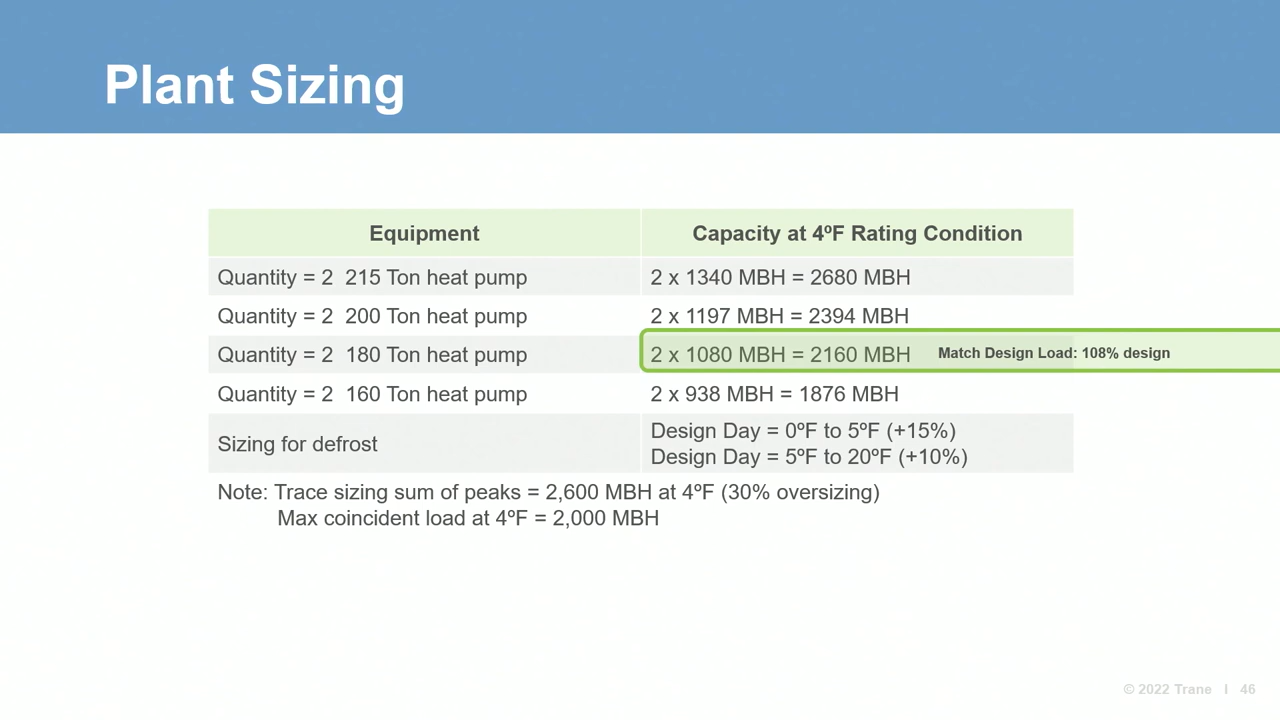 Plant Sizing
Equipment
Capacity at 4ºF Rating Condition
Quantity = 2 215 Ton heat pump
2 x 1340 MBH = 2680 MBH
Quantity = 2 200 Ton heat pump
2 x 1197 MBH = 2394 MBH
Quantity = 2 180 Ton heat pump
2 x 1080 MBH = 2160 MBH
Match Design Load: 108% design
Quantity = 2 160 Ton heat pump
2 x 938 MBH = 1876 MBH
Sizing for defrost
Design Day = 0ºF to 5ºF (+15%)
Design Day = 5ºF to 20ºF (+10%)
Note: Trace sizing sum of peaks = 2,600 MBH at 4ºF (30% oversizing)
Max coincident load at 4ºF = 2,000 MBH
© 2022 Trane I 46